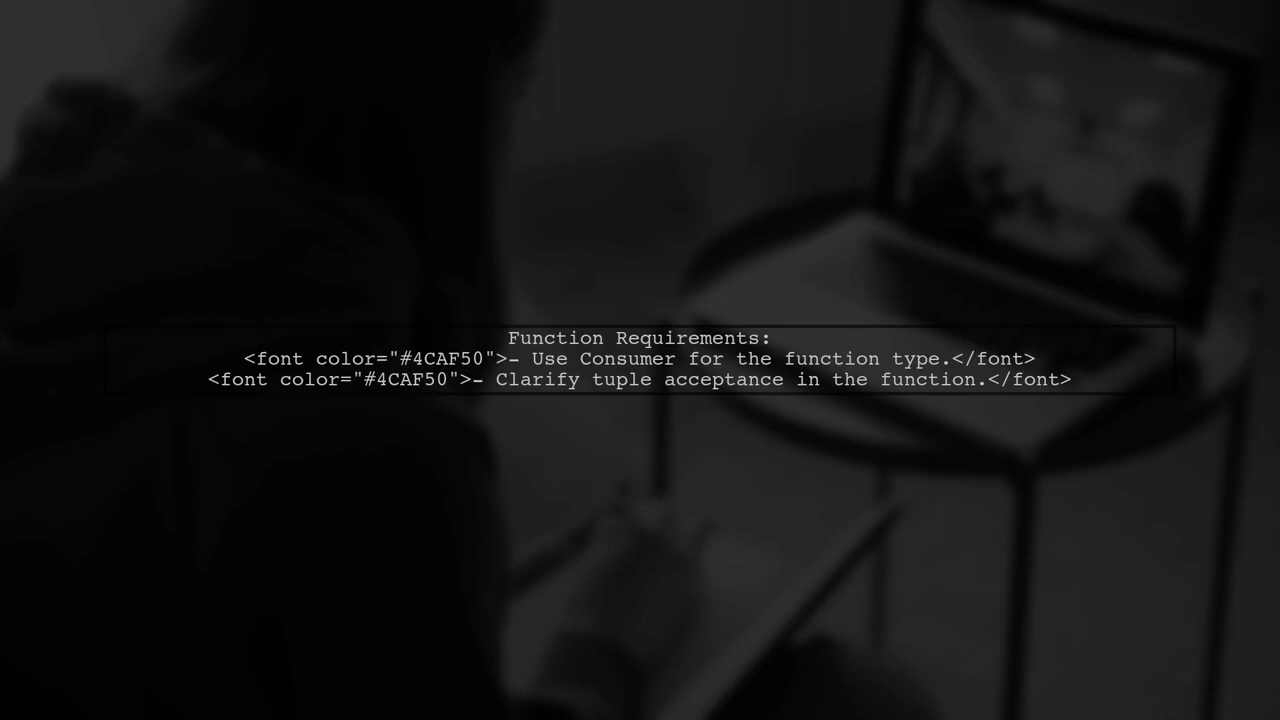 Function Requirements:
<font color="#4CAF50">– Use Consumer for the function type.</font>
<font color="#4CAF50">– Clarify tuple acceptance in the function.</font>